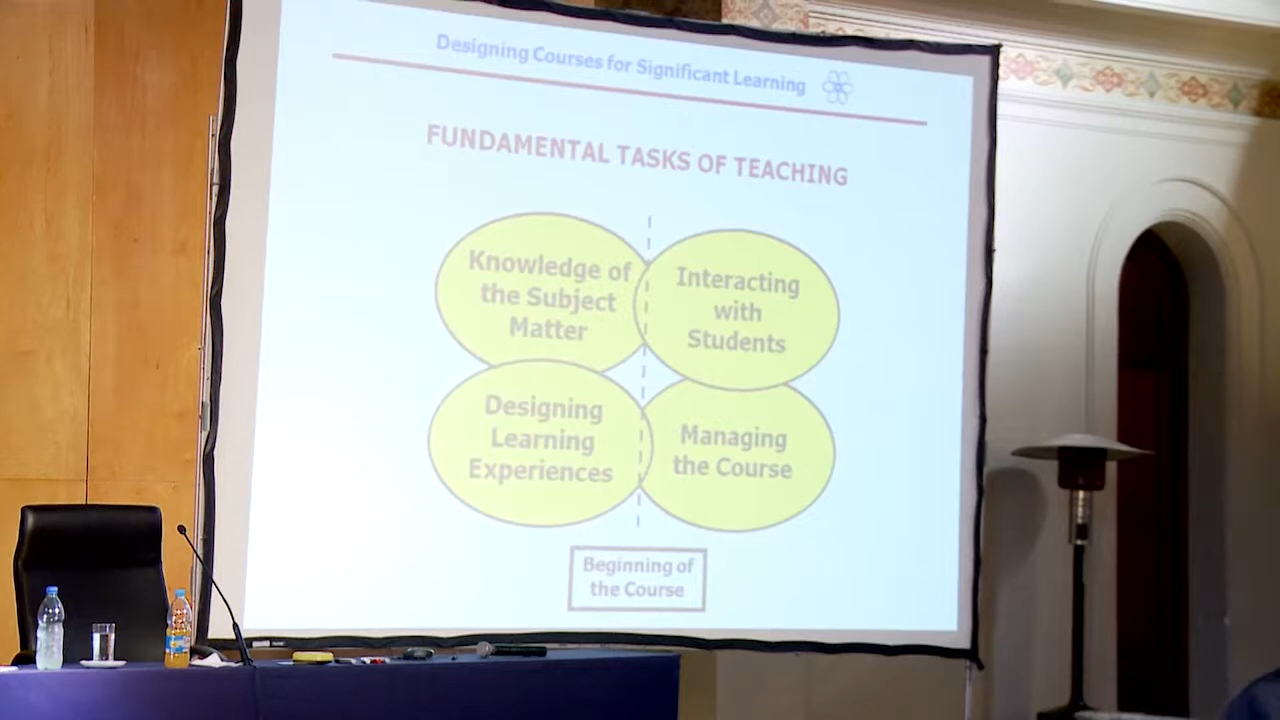 Designing Courses for Significant Learning
FUNDAMENTAL TASKS OF TEACHING
Knowledge of
the Subject
Matter
Interacting
with
Students
Designing
Learning
Experiences
Managing
the Course
Beginning of
the Course